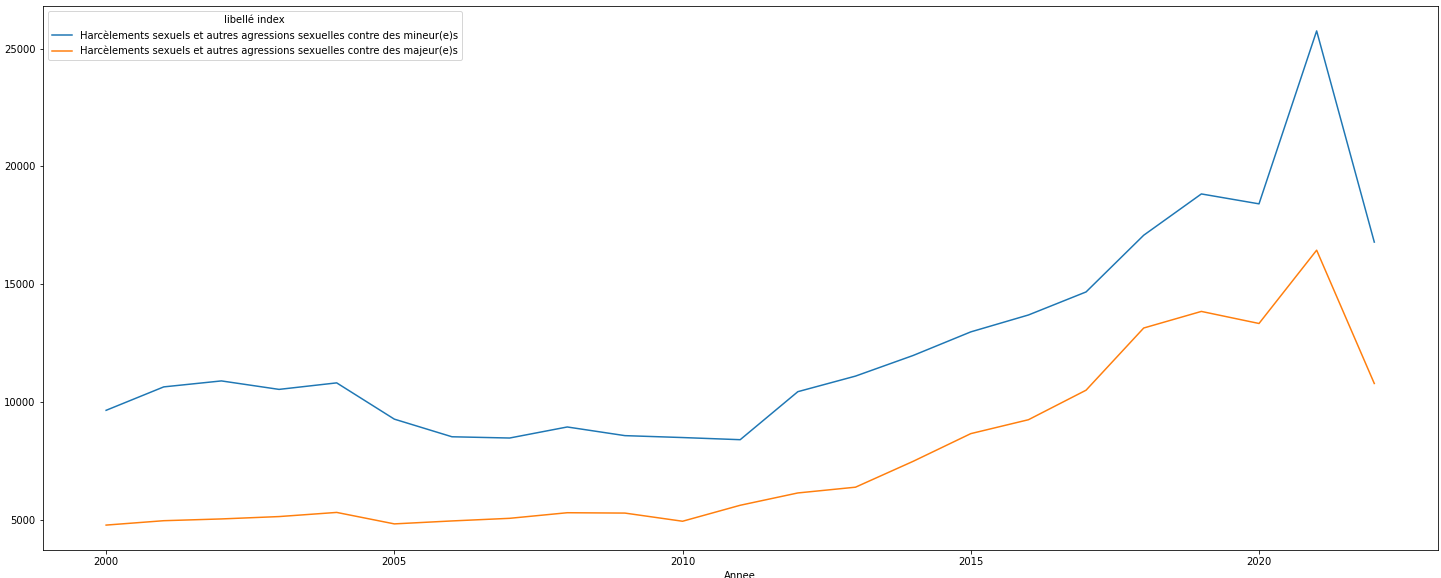 libellé index
Harcèlements sexuels et autres agressions sexuelles contre des mineur(e)s
Harcèlements sexuels et autres agressions sexuelles contre des majeur(e)s
25000
20000
15000
10000
5000
2000 2005 2010 2015 2020
Annee